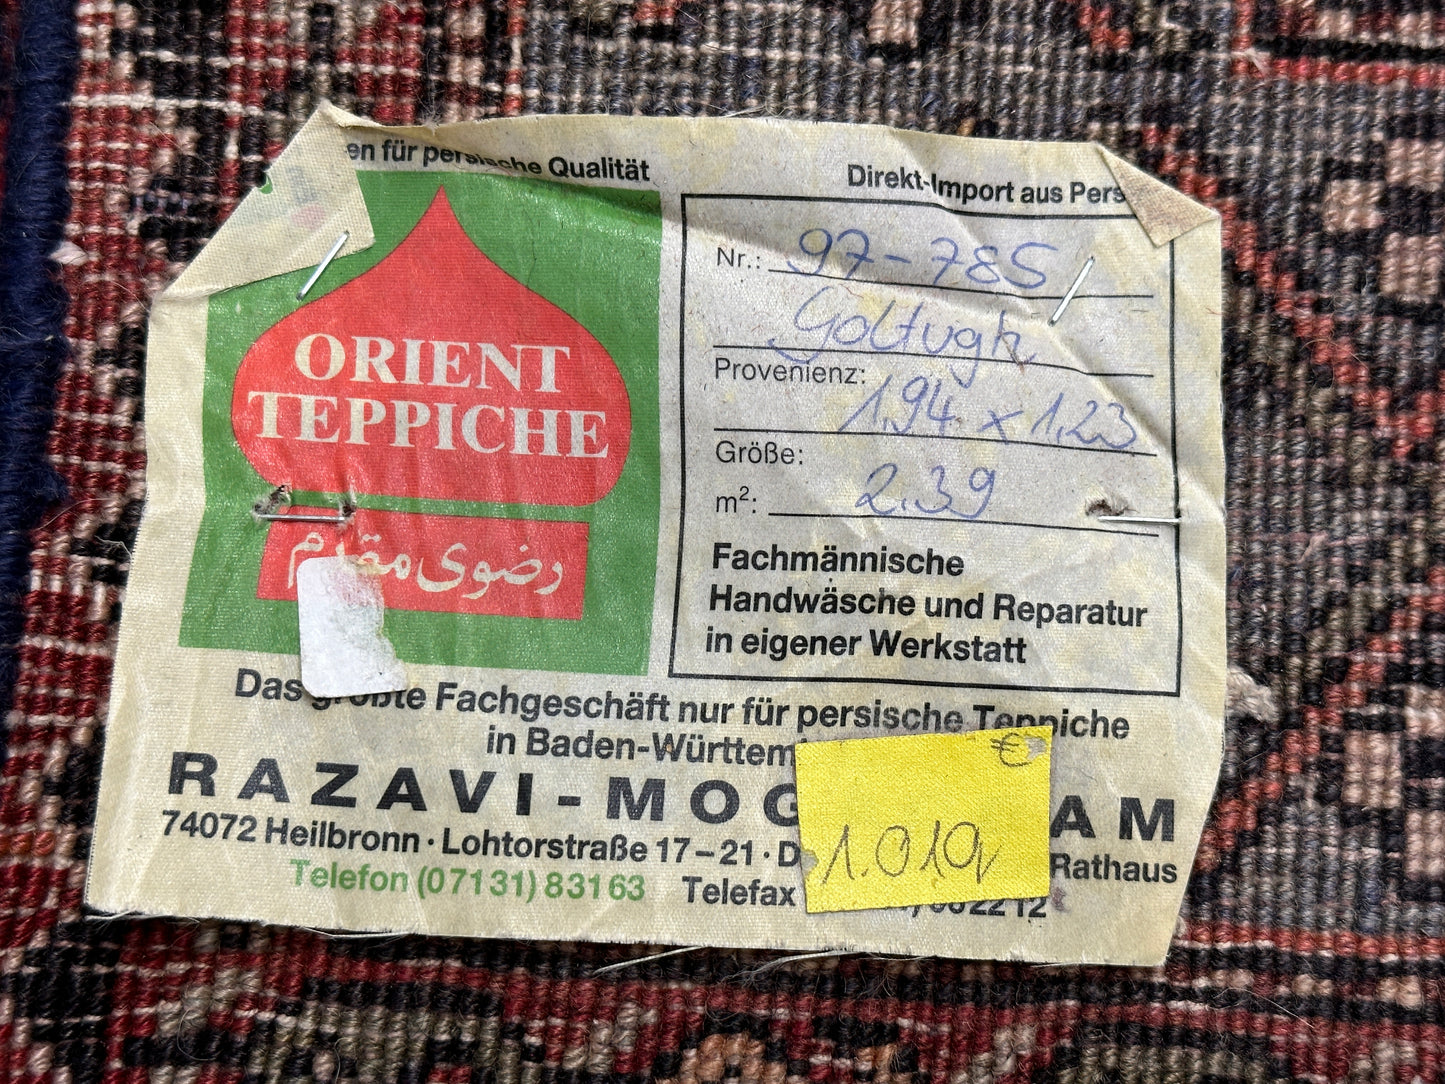 en für persische Qualität
Direkt-Import aus Pers
ORIENT
TEPPICHE
رضوی مقدم
Nr.: 97-785
Goltugh
Provenienz:
1,94 x 1,23
Größe:
m²: 2.39
Fachmännische
Handwäsche und Reparatur
in eigener Werkstatt
Das größte Fachgeschäft nur für persische Teppiche
in Baden-Württem
RAZAVI-MOG AM
74072 Heilbronn · Lohtorstraße 17–21 · D Rathaus
Telefon (07131) 83163 Telefax
€
1.019,